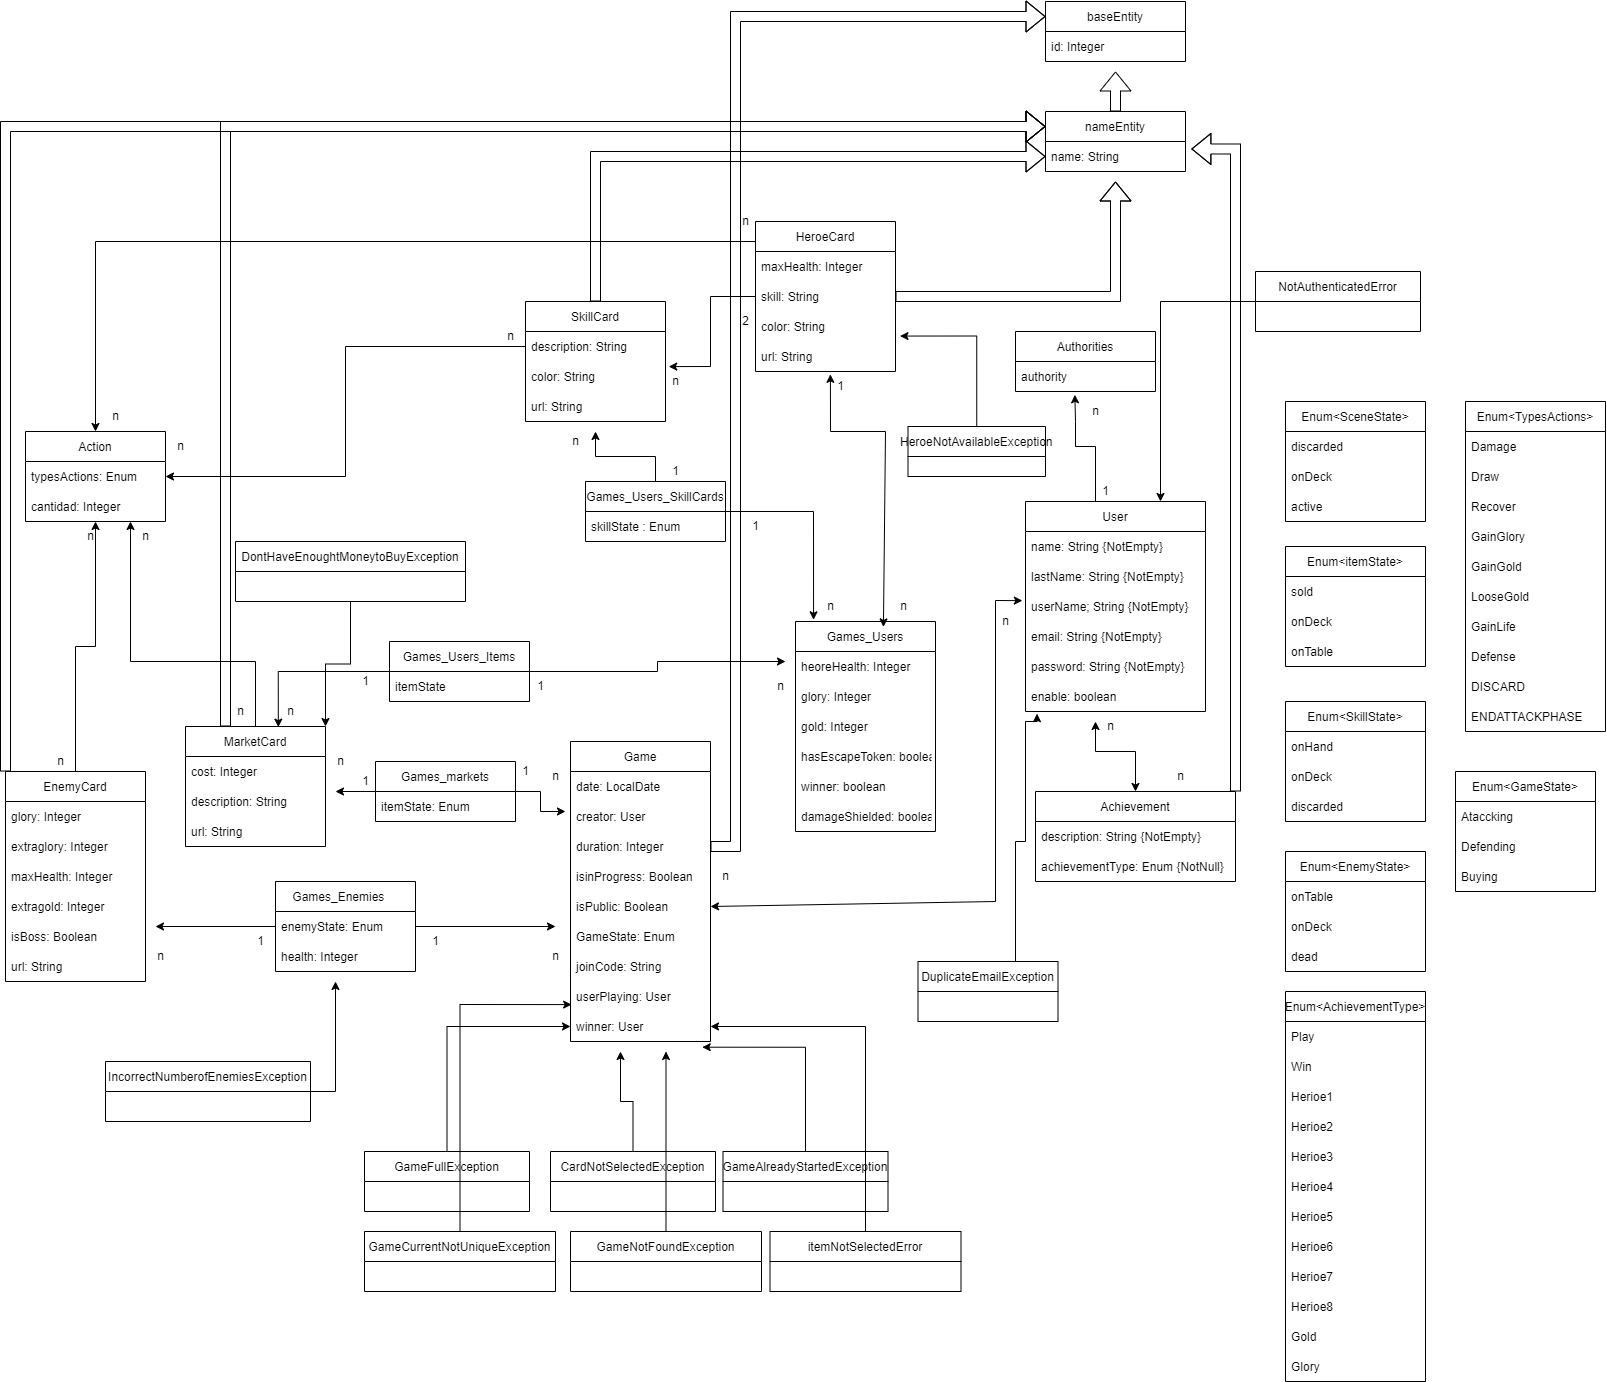 baseEntity
id: Integer
nameEntity
name: String
n
HeroeCard
maxHealth: Integer
skill: String
color: String
url: String
2
n
1
SkillCard
description: String
color: String
url: String
n
n
NotAuthenticatedError
Authorities
authority
n
1
HeroeNotAvailableException
n
n
Action
typesActions: Enum
cantidad: Integer
n
n
1
Games_Users_SkillCards
skillState : Enum
1
DontHaveEnoughtMoneytoBuyException
User
name: String {NotEmpty}
lastName: String {NotEmpty}
userName; String {NotEmpty}
email: String {NotEmpty}
password: String {NotEmpty}
enable: boolean
n
n
n
n
Games_Users
heoreHealth: Integer
glory: Integer
gold: Integer
hasEscapeToken: boolea
winner: boolean
damageShielded: boolea
Games_Users_Items
itemState
1
1
n
n
n
MarketCard
cost: Integer
description: String
url: String
n
1
Games_markets
itemState: Enum
1
n
n
EnemyCard
glory: Integer
extraglory: Integer
maxHealth: Integer
extragold: Integer
isBoss: Boolean
url: String
n
Games_Enemies
enemyState: Enum
health: Integer
1
1
n
Game
date: LocalDate
creator: User
duration: Integer
isinProgress: Boolean
isPublic: Boolean
GameState: Enum
joinCode: String
userPlaying: User
winner: User
n
n
Achievement
description: String {NotEmpty}
achievementType: Enum {NotNull}
DuplicateEmailException
IncorrectNumberofEnemiesException
GameFullException
CardNotSelectedException
GameAlreadyStartedException
GameCurrentNotUniqueException
GameNotFoundException
itemNotSelectedError
Enum<SceneState>
discarded
onDeck
active
Enum<itemState>
sold
onDeck
onTable
Enum<SkillState>
onHand
onDeck
discarded
Enum<EnemyState>
onTable
onDeck
dead
Enum<AchievementType>
Play
Win
Herioe1
Herioe2
Herioe3
Herioe4
Herioe5
Herioe6
Herioe7
Herioe8
Gold
Glory
Enum<TypesActions>
Damage
Draw
Recover
GainGlory
GainGold
LooseGold
GainLife
Defense
DISCARD
ENDATTACKPHASE
Enum<GameState>
Ataccking
Defending
Buying